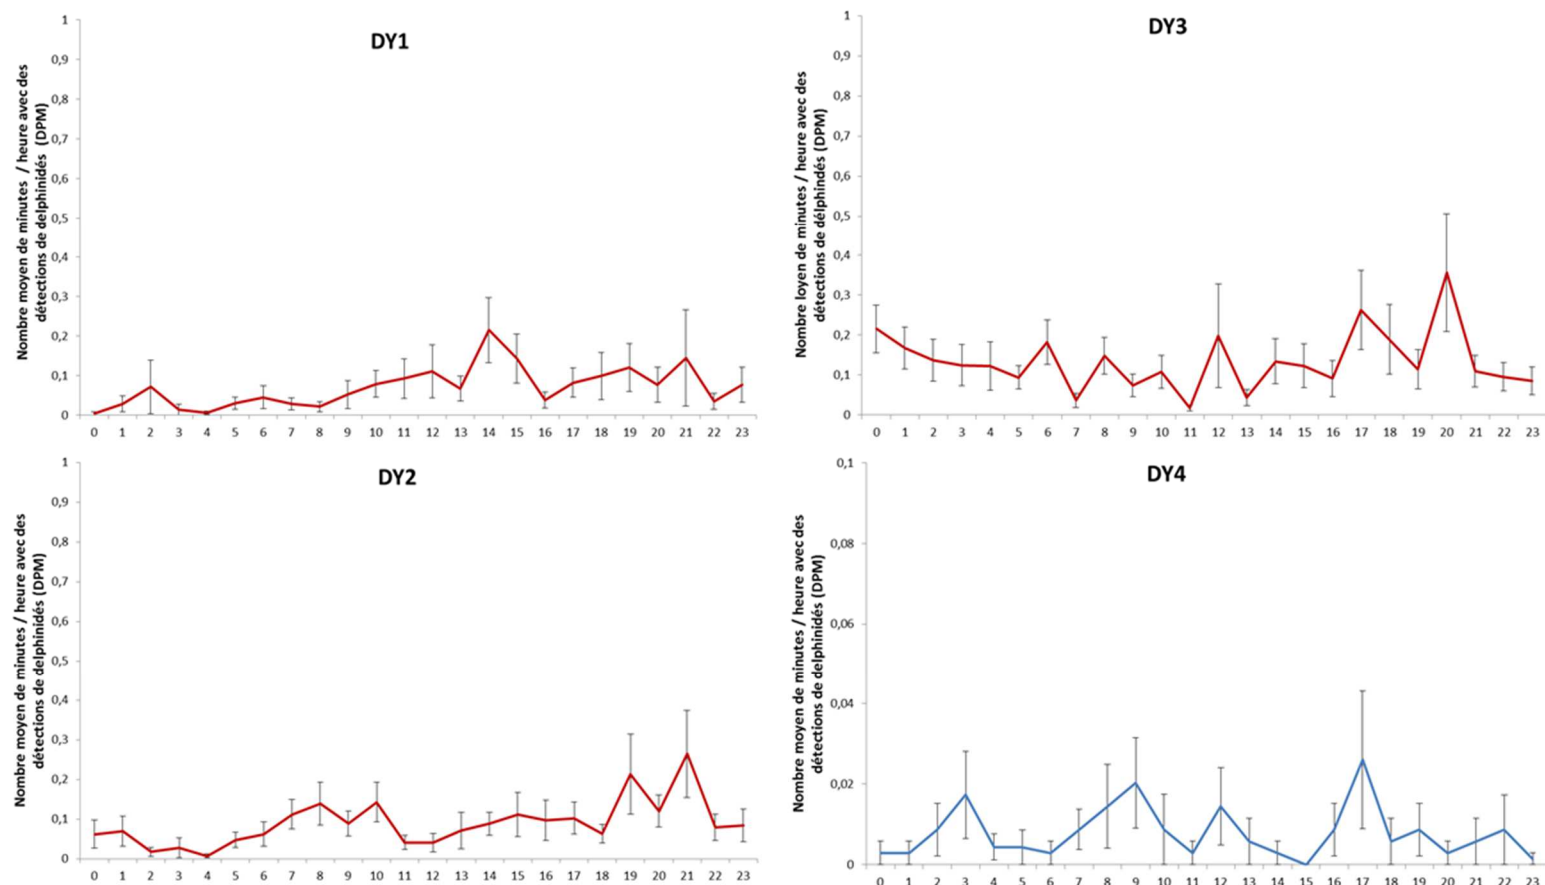 DY1
Nombre moyen de minutes / heure avec des
détections de delphinidés (DPM)
1
0,9
0,8
0,7
0,6
0,5
0,4
0,3
0,2
0,1
0
0 1 2 3 4 5 6 7 8 9 10 11 12 13 14 15 16 17 18 19 20 21 22 23
DY3
Nombre loyen de minutes / heure avec des
détections de délphindés (DPM)
1
0,9
0,8
0,7
0,6
0,5
0,4
0,3
0,2
0,1
0
0 1 2 3 4 5 6 7 8 9 10 11 12 13 14 15 16 17 18 19 20 21 22 23
DY2
Nombre moyen de minutes / heure avec des
détections de delphinidés (DPM)
1
0,9
0,8
0,7
0,6
0,5
0,4
0,3
0,2
0,1
0
0 1 2 3 4 5 6 7 8 9 10 11 12 13 14 15 16 17 18 19 20 21 22 23
DY4
Nombre moyen de minutes / heure avec des
détections de delphinidés (DPM)
0,1
0,08
0,06
0,04
0,02
0
0 1 2 3 4 5 6 7 8 9 10 11 12 13 14 15 16 17 18 19 20 21 22 23